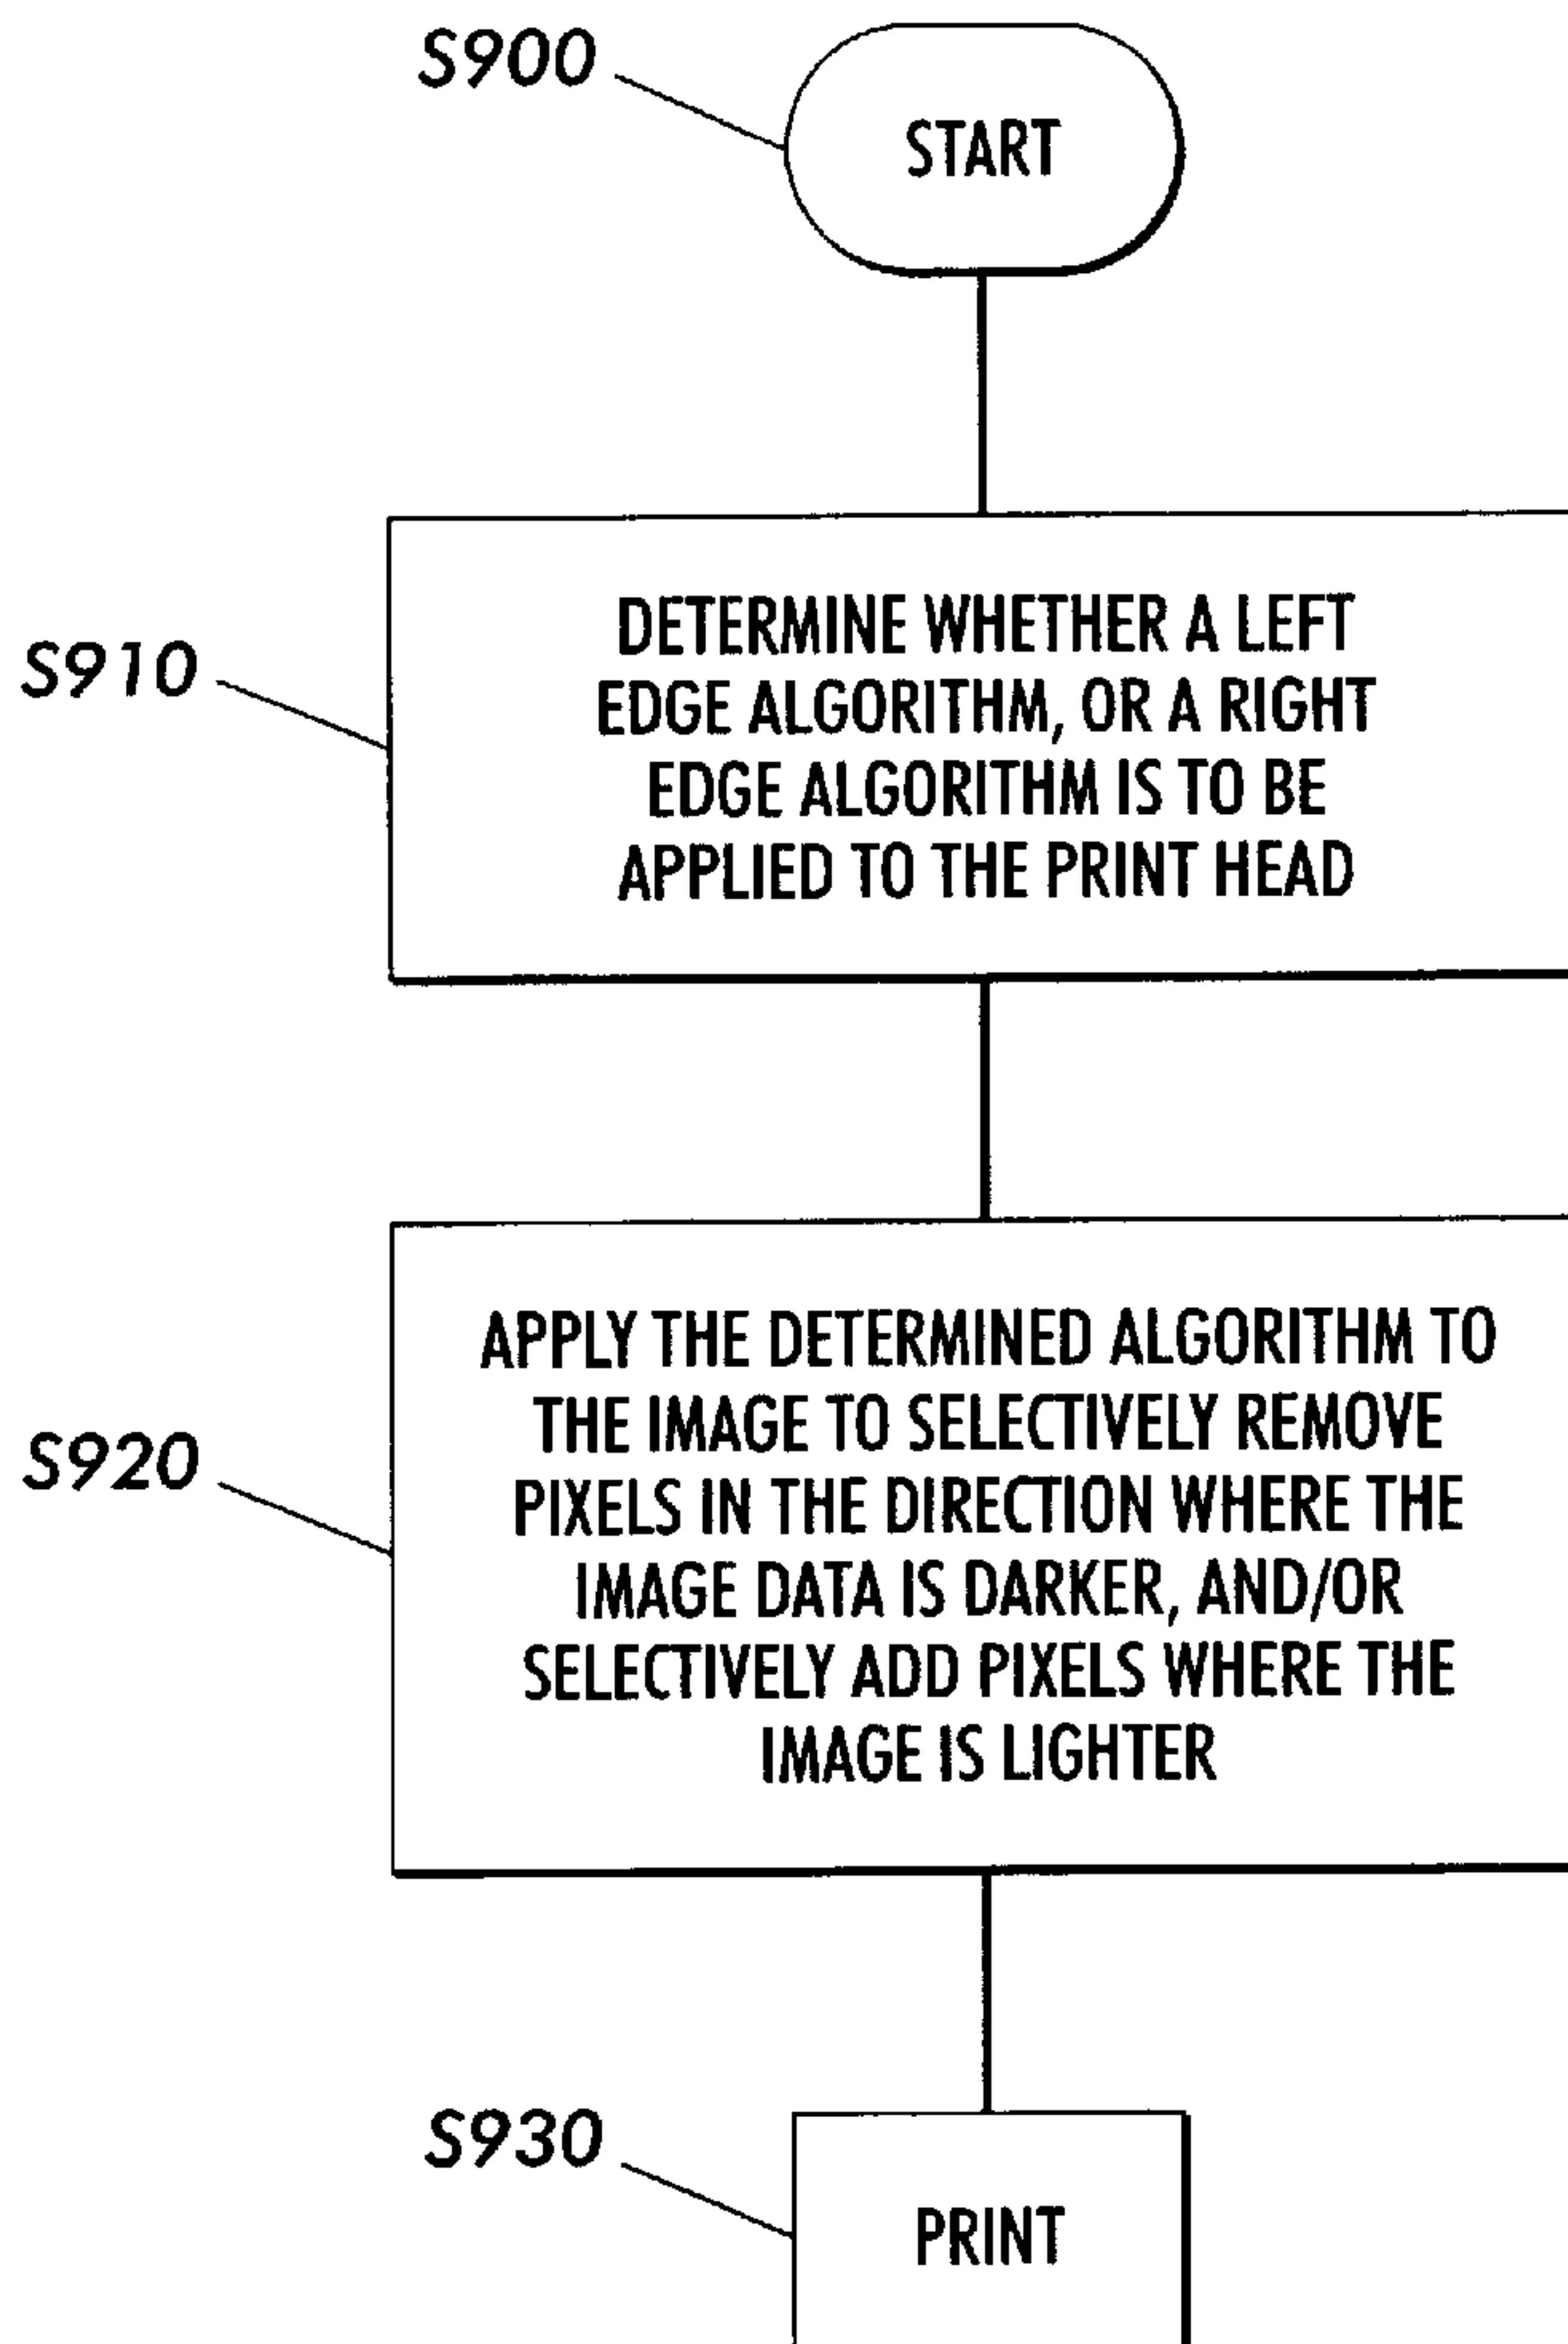 S900
START
S910
DETERMINE WHETHER A LEFT
EDGE ALGORITHM, OR A RIGHT
EDGE ALGORITHM IS TO BE
APPLIED TO THE PRINT HEAD
S920
APPLY THE DETERMINED ALGORITHM TO
THE IMAGE TO SELECTIVELY REMOVE
PIXELS IN THE DIRECTION WHERE THE
IMAGE DATA IS DARKER, AND/OR
SELECTIVELY ADD PIXELS WHERE THE
IMAGE IS LIGHTER
S930
PRINT